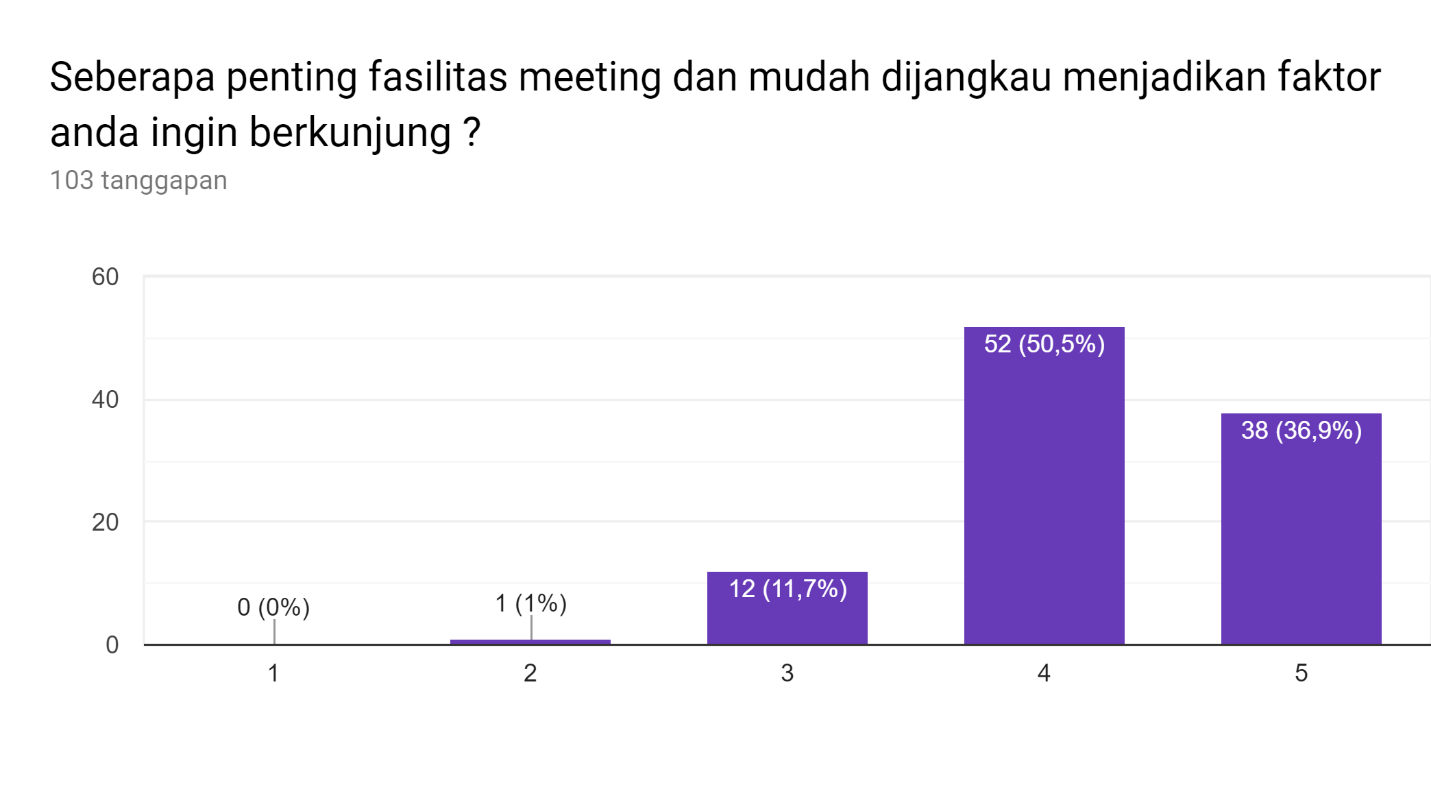 Seberapa penting fasilitas meeting dan mudah dijangkau menjadikan faktor
anda ingin berkunjung ?
103 tanggapan
60
40
20
0
0 (0%)
1 (1%)
12 (11,7%)
52 (50,5%)
38 (36,9%)
1 2 3 4 5